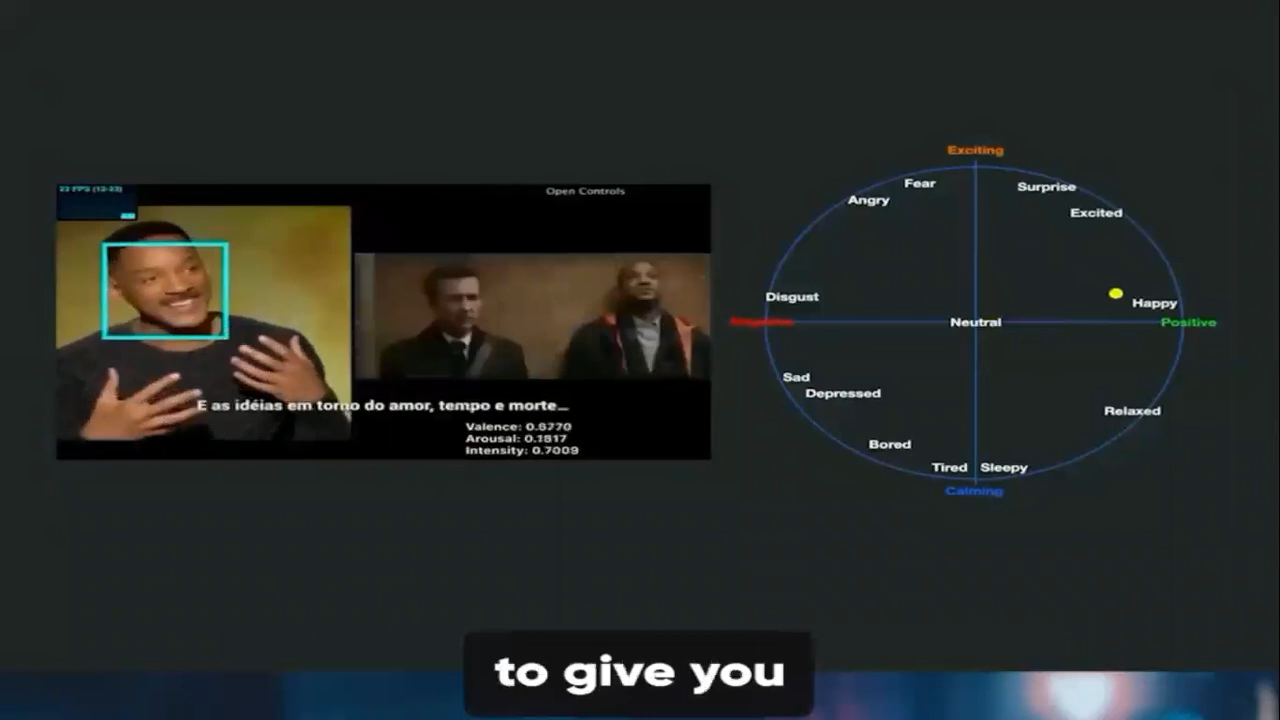 22 FPS (12-23)
Open Controls
E as idéias em torno do amor, tempo e morte...
Valence: 0.6770
Arousal: 0.1817
Intensity: 0.7009
Exciting
Fear
Surprise
Angry
Excited
Disgust
Happy
Neutral
Positive
Sad
Depressed
Relaxed
Bored
Tired
Sleepy
Calming
to give you